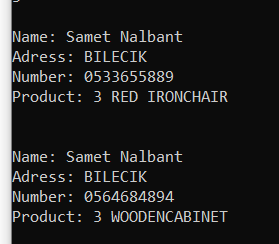 Name: Samet Nalbant
Adress: BILECIK
Number: 0533655889
Product: 3 RED IRONCHAIR
Name: Samet Nalbant
Adress: BILECIK
Number: 0564684894
Product: 3 WOODENCABINET